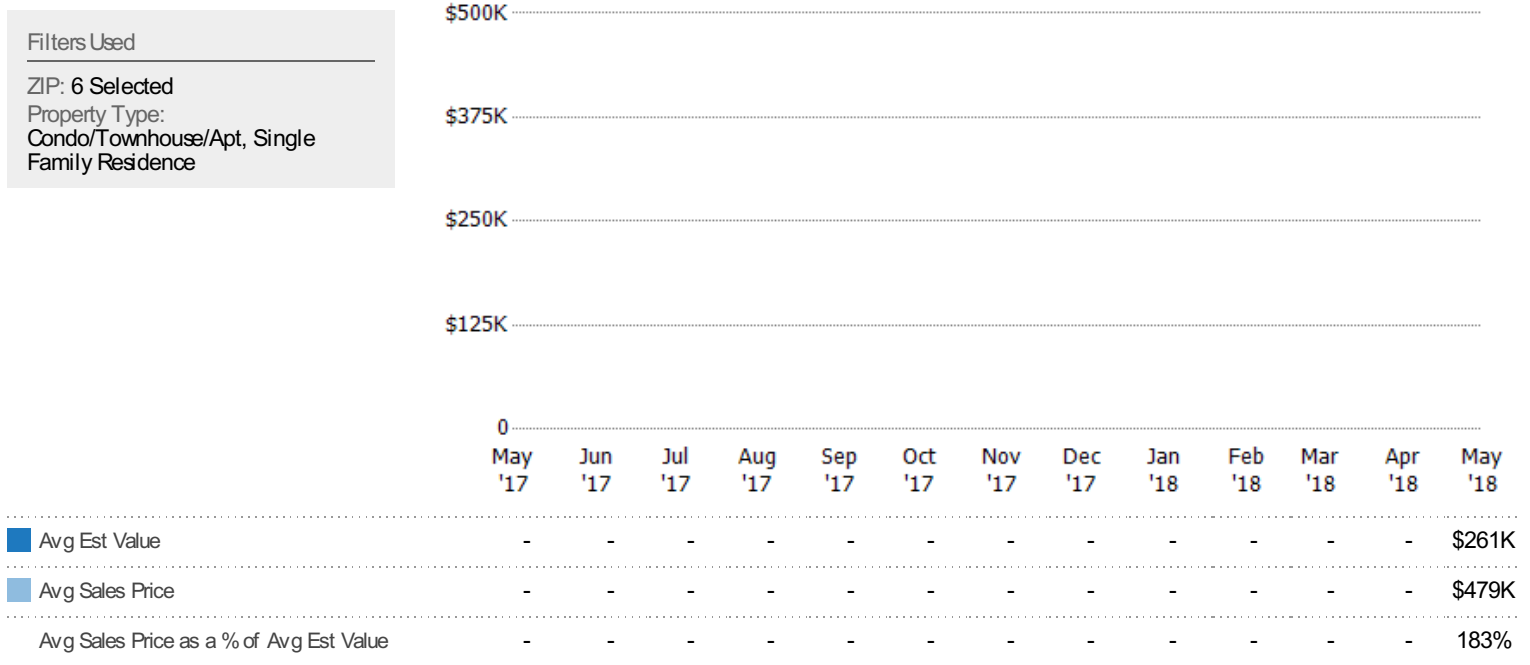 Filters Used
ZIP: 6 Selected
Property Type:
Condo/Townhouse/Apt, Single
Family Residence
$500K
$375K
$250K
$125K
0
May Jun Jul Aug Sep Oct Nov Dec Jan Feb Mar Apr May
'17 '17 '17 '17 '17 '17 '17 '17 '18 '18 '18 '18 '18
Avg Est Value - - - - - - - - - - - - $261K
Avg Sales Price - - - - - - - - - - - - $479K
Avg Sales Price as a % of Avg Est Value - - - - - - - - - - - - 183%